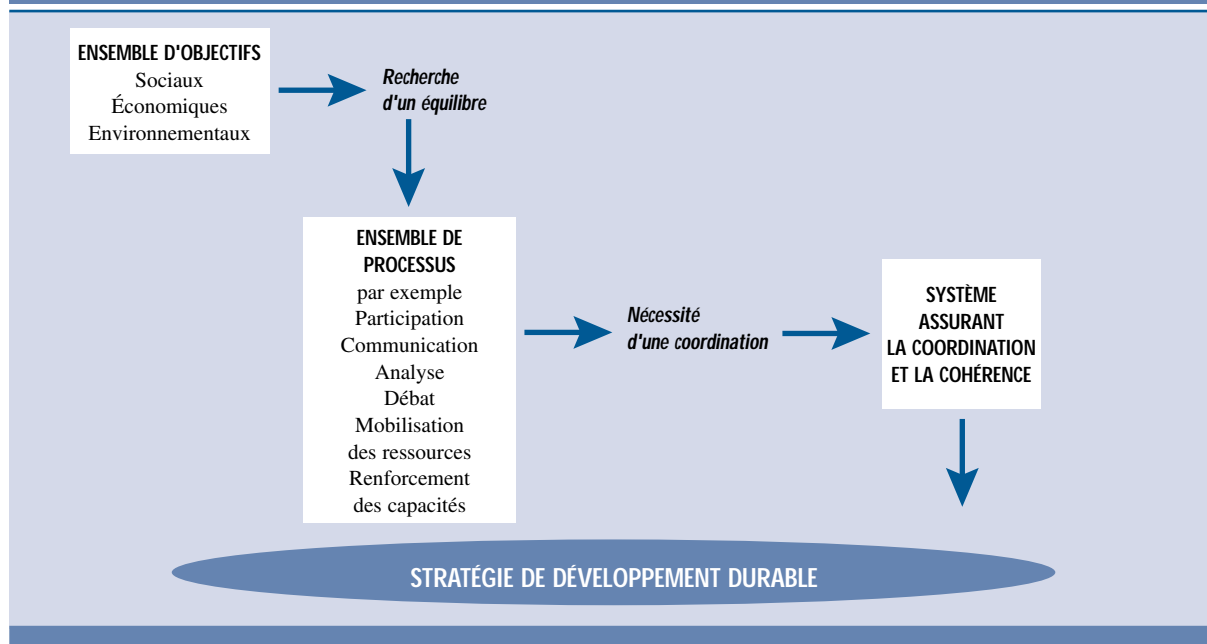 ENSEMBLE D'OBJECTIFS
Sociaux
Économiques
Environnementaux
Recherche
d'un équilibre
ENSEMBLE DE
PROCESSUS
par exemple
Participation
Communication
Analyse
Débat
Mobilisation
des ressources
Renforcement
des capacités
Nécessité
d'une coordination
SYSTÈME
ASSURANT
LA COORDINATION
ET LA COHÉRENCE
STRATÉGIE DE DÉVELOPPEMENT DURABLE